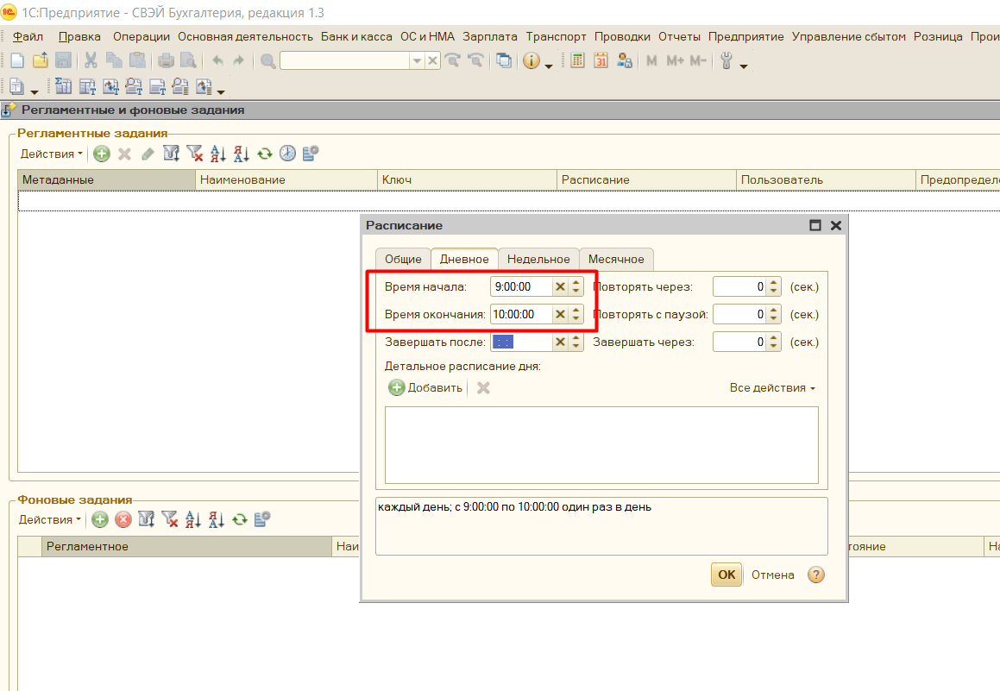 1С:Предприятие - СВЭЙ Бухгалтерия, редакция 1.3
Файл Правка Операции Основная деятельность Банк и касса ОС и НМА Зарплата Транспорт Проводки Отчеты Предприятие Управление сбытом Розница Прои
M M+ M-
Регламентные и фоновые задания
Регламентные задания
Действия
Метаданные Наименование Ключ Расписание Пользователь Предопредел
Расписание
Общие Дневное Недельное Месячное
Время начала: 9:00:00 Повторять через: 0 (сек.)
Время окончания: 10:00:00 Повторять с паузой: 0 (сек.)
Завершать после: : : Завершать через: 0 (сек.)
Детальное расписание дня:
Добавить Все действия
каждый день; с 9:00:00 по 10:00:00 один раз в день
OK Отмена ?
Фоновые задания
Действия
Регламентное Наи тояние На